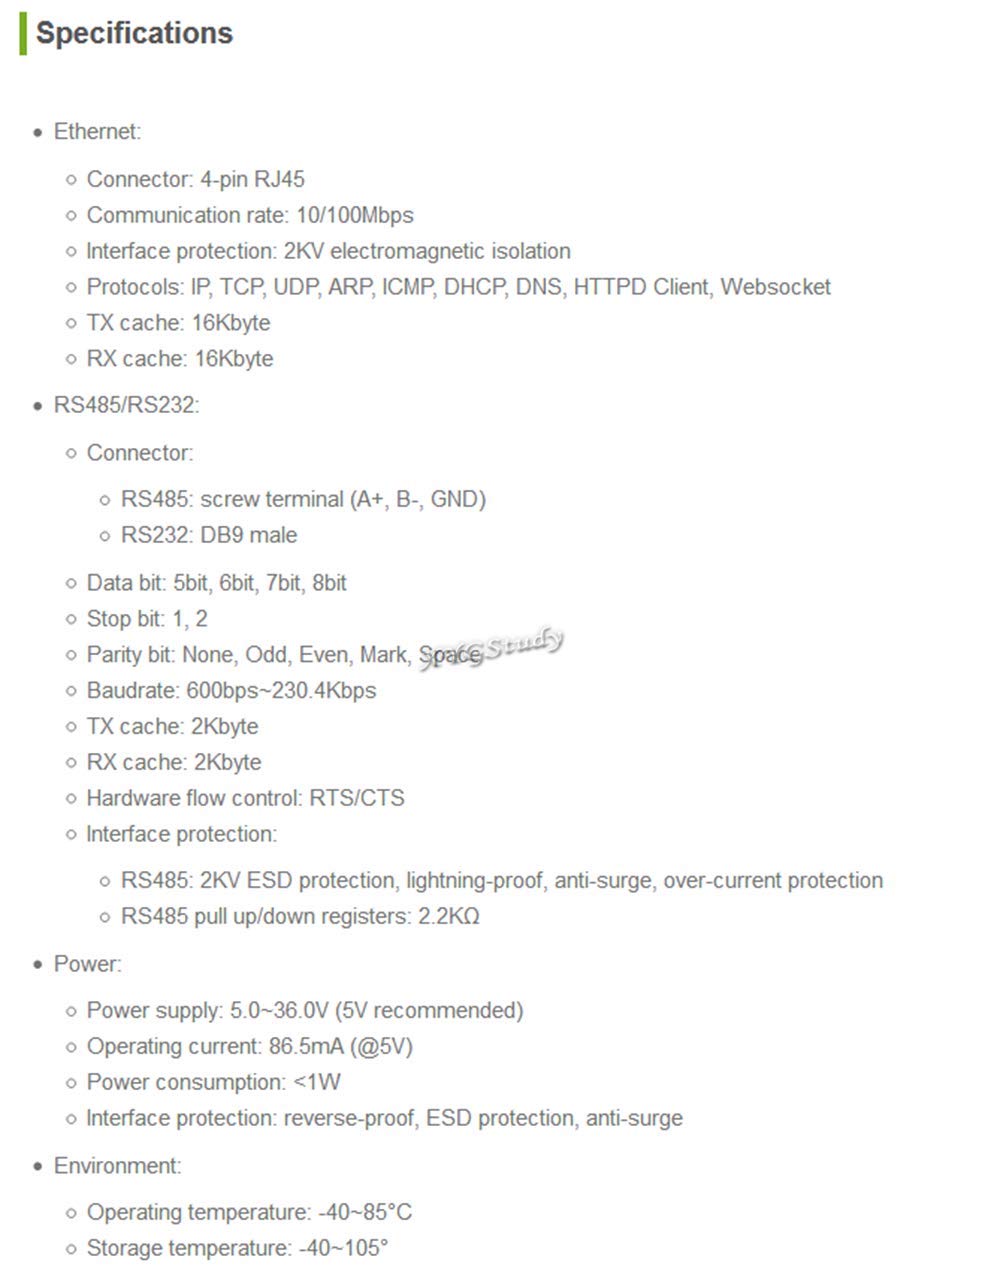 Specifications
Ethernet:
Connector: 4-pin RJ45
Communication rate: 10/100Mbps
Interface protection: 2KV electromagnetic isolation
Protocols: IP, TCP, UDP, ARP, ICMP, DHCP, DNS, HTTPD Client, Websocket
TX cache: 16Kbyte
RX cache: 16Kbyte
RS485/RS232:
Connector:
RS485: screw terminal (A+, B-, GND)
RS232: DB9 male
Data bit: 5bit, 6bit, 7bit, 8bit
Stop bit: 1, 2
Parity bit: None, Odd, Even, Mark, Space
Baudrate: 600bps~230.4Kbps
TX cache: 2Kbyte
RX cache: 2Kbyte
Hardware flow control: RTS/CTS
Interface protection:
RS485: 2KV ESD protection, lightning-proof, anti-surge, over-current protection
RS485 pull up/down registers: 2.2KΩ
Power:
Power supply: 5.0~36.0V (5V recommended)
Operating current: 86.5mA (@5V)
Power consumption: <1W
Interface protection: reverse-proof, ESD protection, anti-surge
Environment:
Operating temperature: -40~85°C
Storage temperature: -40~105°